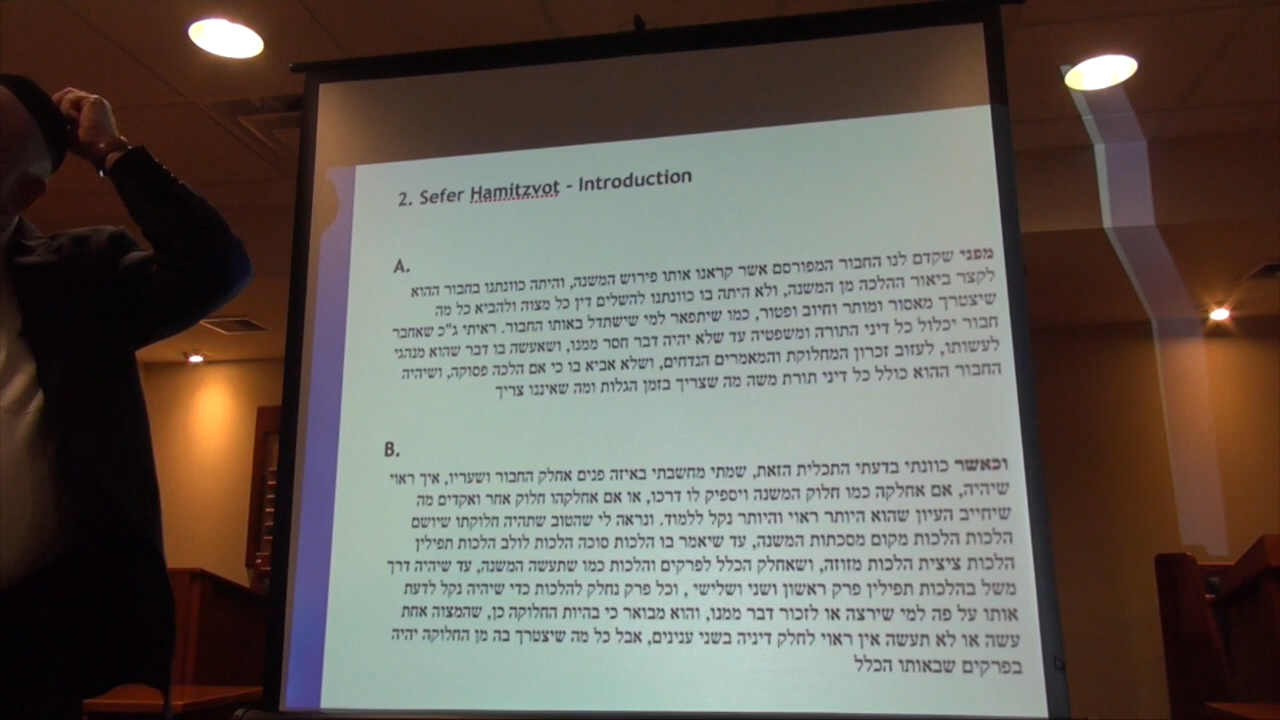 2. Sefer Hamitzvot - Introduction
A.
מפני שקדם לנו החבור המפורסם אשר קראנו אותו פירוש המשנה, והיתה כוונתנו בחבור ההוא
לקצר ביאור ההלכה מן המשנה, ולא היתה בו כוונתנו להשלים דין כל מצוה ולהביא כל מה
שיצטרך מאסור ומותר וחיוב ופטור, כמו שיתפאר למי שישתדל באותו החבור. ראיתי ג"כ שאחבר
חבור יכלול כל דיני התורה ומשפטיה עד שלא יהיה דבר חסר ממנו, ושאעשה בו דבר שהוא מנהגי
לעשותו, לעזוב זכרון המחלוקת והמאמרים הנדחים, ושלא אביא בו כי אם הלכה פסוקה, ושיהיה
החבור ההוא כולל כל דיני תורת משה מה שצריך בזמן הגלות ומה שאיננו צריך
B.
וכאשר כוונתי בדעתי התכלית הזאת, שמתי מחשבתי באיזה פנים אחלק החבור ושעריו, איך ראוי
שיהיה, אם אחלקה כמו חלוק המשנה ויספיק לו דרכו, או אם אחלקהו חלוק אחר ואקדים מה
שיחייב העיון שהוא היותר ראוי והיותר נקל ללמוד. ונראה לי שהטוב שתהיה חלוקתו שיושם
הלכות הלכות מקום מסכתות המשנה, עד שיאמר בו הלכות סוכה הלכות לולב הלכות תפילין
הלכות ציצית הלכות מזוזה, ושאחלק הכלל לפרקים והלכות כמו שתעשה המשנה, עד שיהיה דרך
משל בהלכות תפילין פרק ראשון ושני ושלישי , וכל פרק נחלק להלכות כדי שיהיה נקל לדעת
אותו על פה למי שירצה או לזכור דבר ממנו, והוא מבואר כי בהיות החלוקה כן, שהמצוה אחת
עשה או לא תעשה אין ראוי לחלק דיניה בשני ענינים, אבל כל מה שיצטרך בה מן החלוקה יהיה
בפרקים שבאותו הכלל